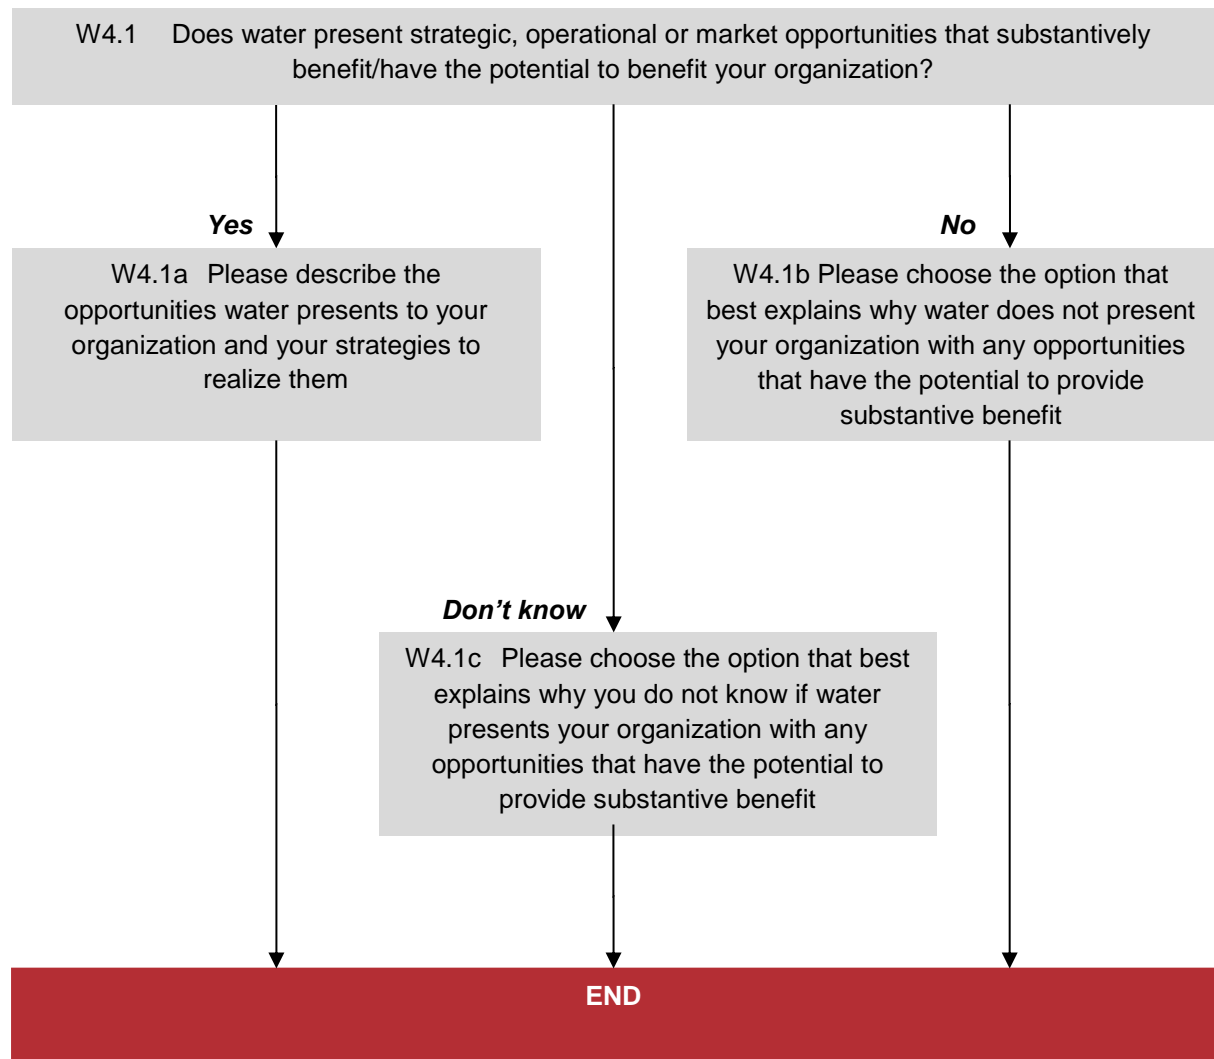 W4.1 Does water present strategic, operational or market opportunities that substantively
benefit/have the potential to benefit your organization?
Yes
No
W4.1a Please describe the
opportunities water presents to your
organization and your strategies to
realize them
W4.1b Please choose the option that
best explains why water does not present
your organization with any opportunities
that have the potential to provide
substantive benefit
Don't know
W4.1c Please choose the option that best
explains why you do not know if water
presents your organization with any
opportunities that have the potential to
provide substantive benefit
END